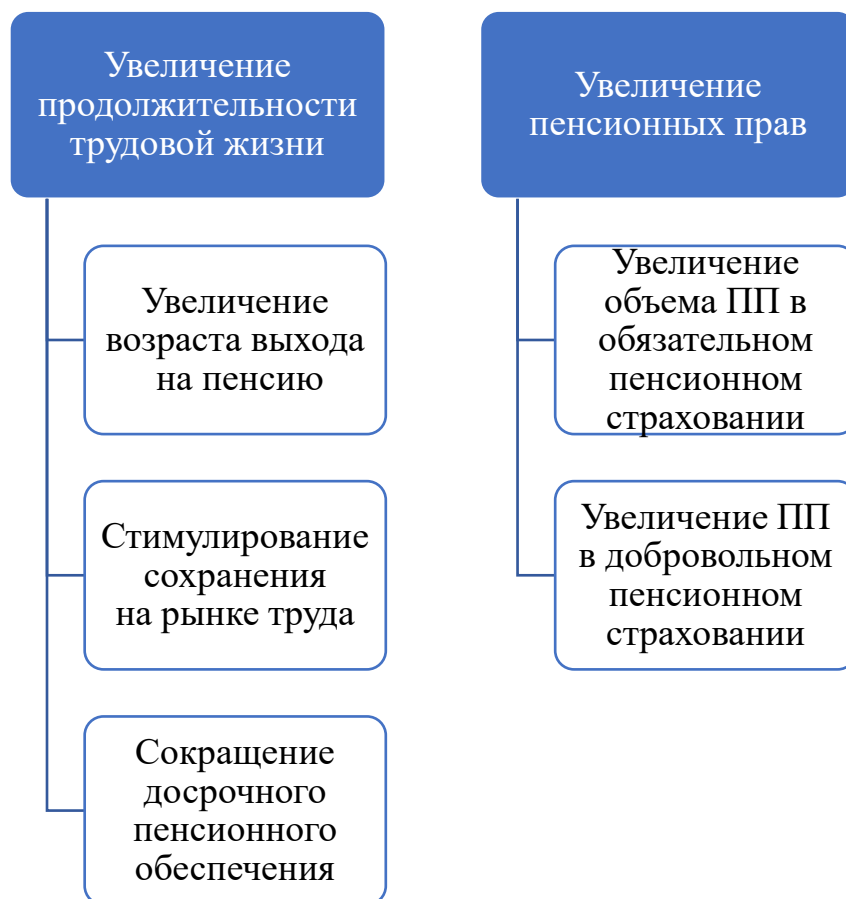 Увеличение
продолжительности
трудовой жизни
Увеличение
возраста выхода
на пенсию
Стимулирование
сохранения
на рынке труда
Сокращение
досрочного
пенсионного
обеспечения
Увеличение
пенсионных прав
Увеличение
объема ПП в
обязательном
пенсионном
страховании
Увеличение ПП
в добровольном
пенсионном
страховании